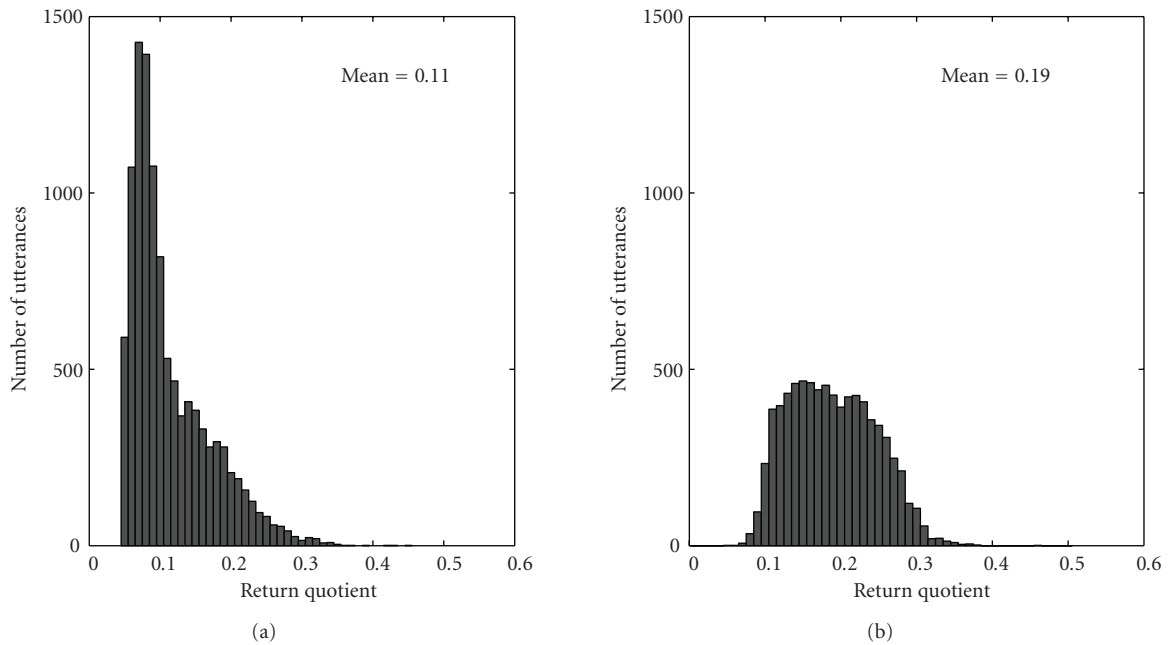 1500
1000
500
0
Number of utterances
Mean = 0.11
0 0.1 0.2 0.3 0.4 0.5 0.6
Return quotient
(a)
1500
1000
500
0
Number of utterances
Mean = 0.19
0 0.1 0.2 0.3 0.4 0.5 0.6
Return quotient
(b)